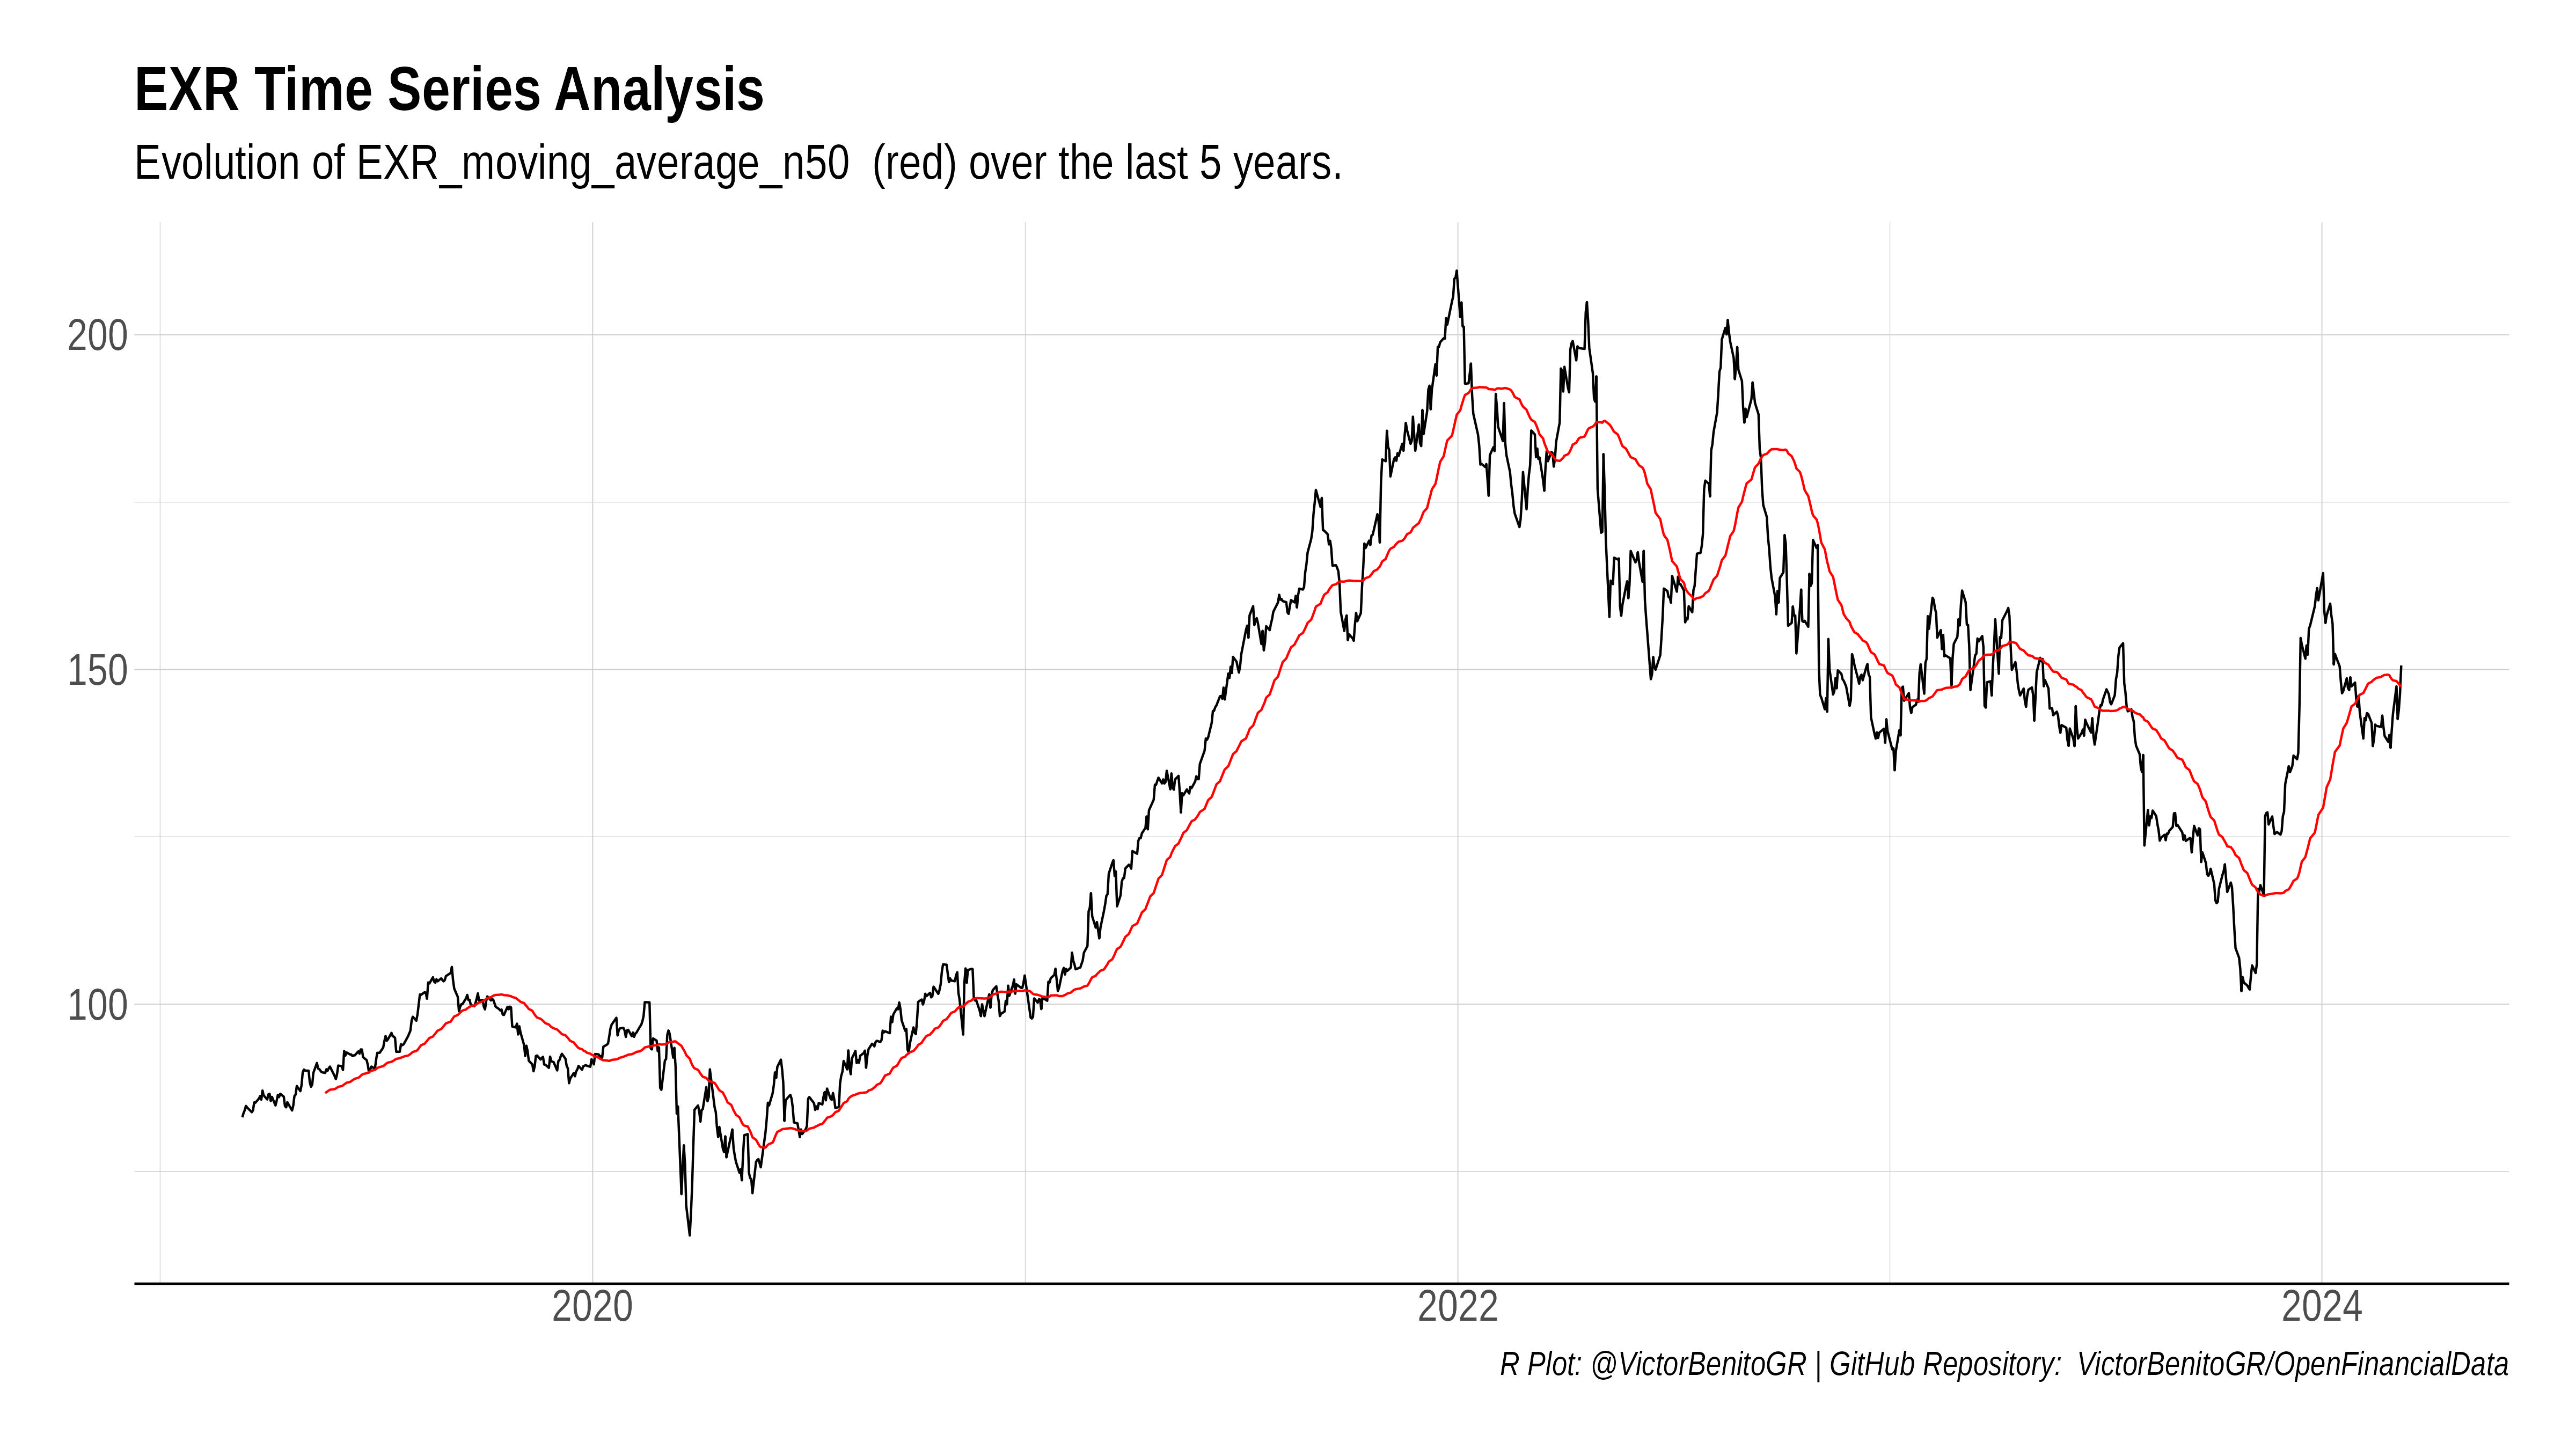 EXR Time Series Analysis
Evolution of EXR_moving_average_n50  (red) over the last 5 years.
200
150
100
2020 2022 2024
R Plot: @VictorBenitoGR | GitHub Repository:  VictorBenitoGR/OpenFinancialData